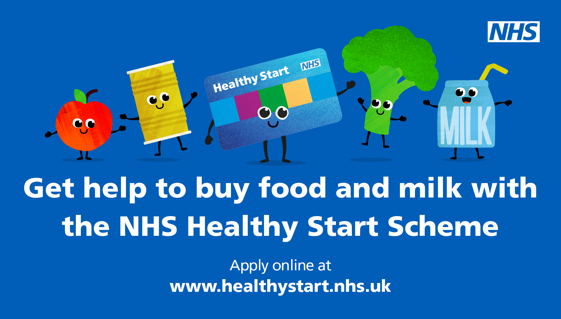 NHS
Healthy Start
NHS
MILK
Get help to buy food and milk with
the NHS Healthy Start Scheme
Apply online at
www.healthystart.nhs.uk